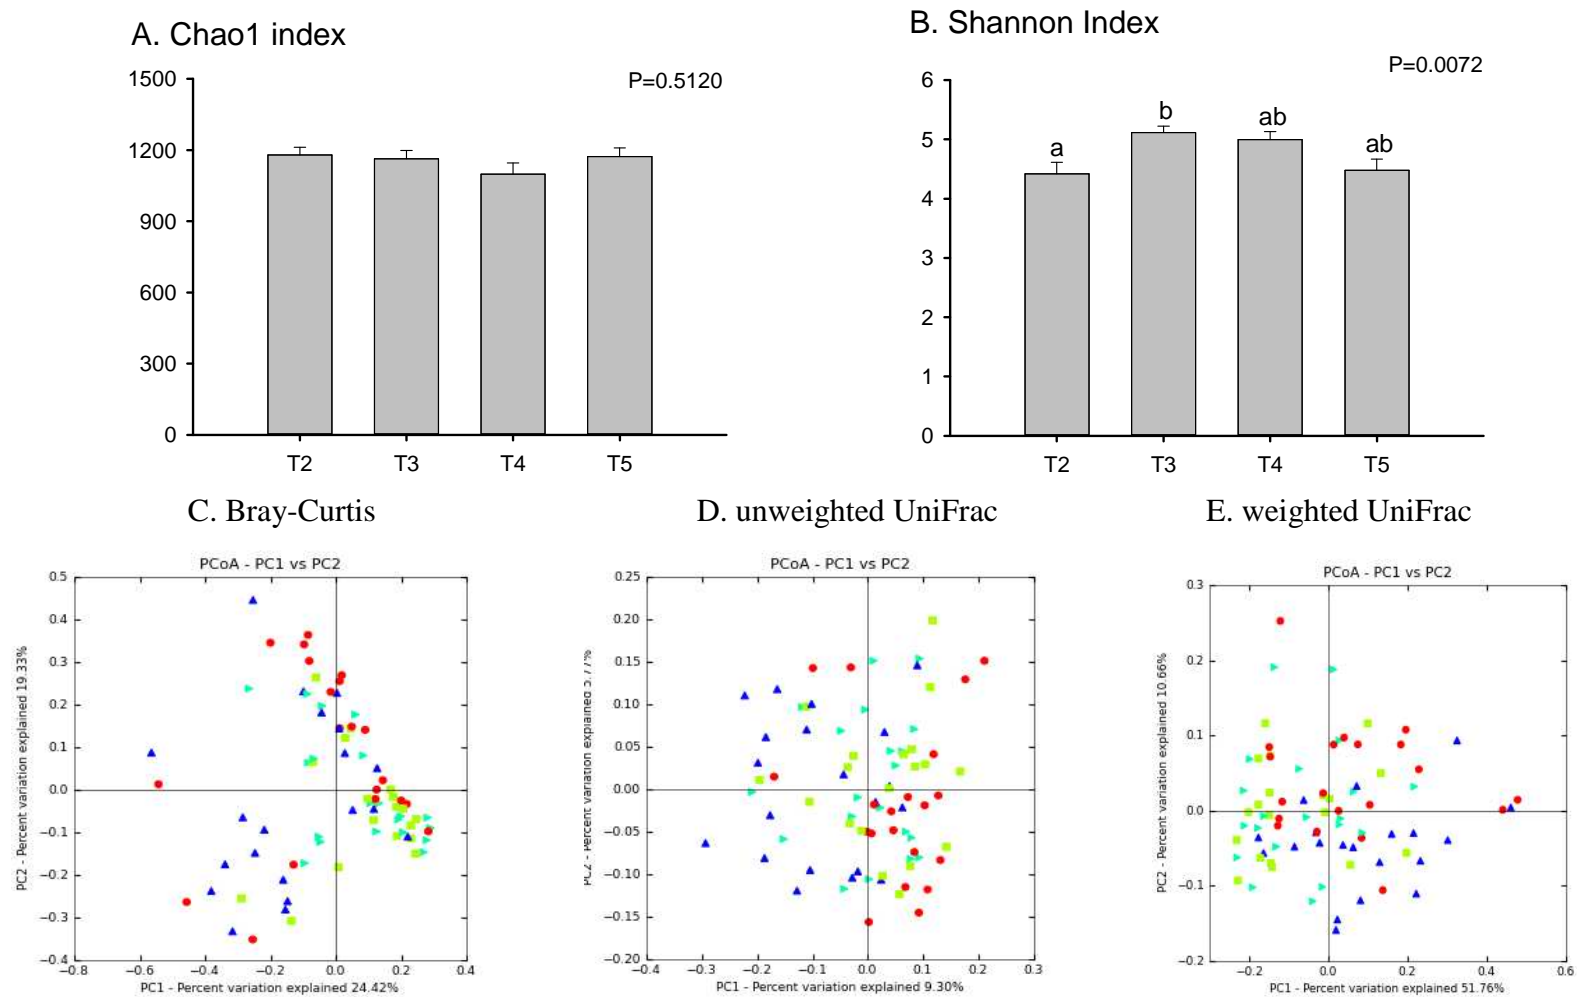 A. Chao1 index
P=0.5120
1500
1200
900
600
300
0
T2 T3 T4 T5
B. Shannon Index
P=0.0072
6
5
4
3
2
1
0
a b ab ab
T2 T3 T4 T5
C. Bray-Curtis
PCoA - PC1 vs PC2
PC2 - Percent variation explained 19.33%
0.5
0.4
0.3
0.2
0.1
0.0
−0.1
−0.2
−0.3
−0.4
−0.8 −0.6 −0.4 −0.2 0.0 0.2 0.4
PC1 - Percent variation explained 24.42%
D. unweighted UniFrac
PCoA - PC1 vs PC2
PC2 - Percent variation explained
0.25
0.20
0.15
0.10
0.05
0.00
−0.05
−0.10
−0.15
−0.20
−0.4 −0.3 −0.2 −0.1 0.0 0.1 0.2 0.3
PC1 - Percent variation explained 9.30%
E. weighted UniFrac
PCoA - PC1 vs PC2
PC2 - Percent variation explained 10.66%
0.3
0.2
0.1
0.0
−0.1
−0.2
−0.2 0.0 0.2 0.4 0.6
PC1 - Percent variation explained 51.76%